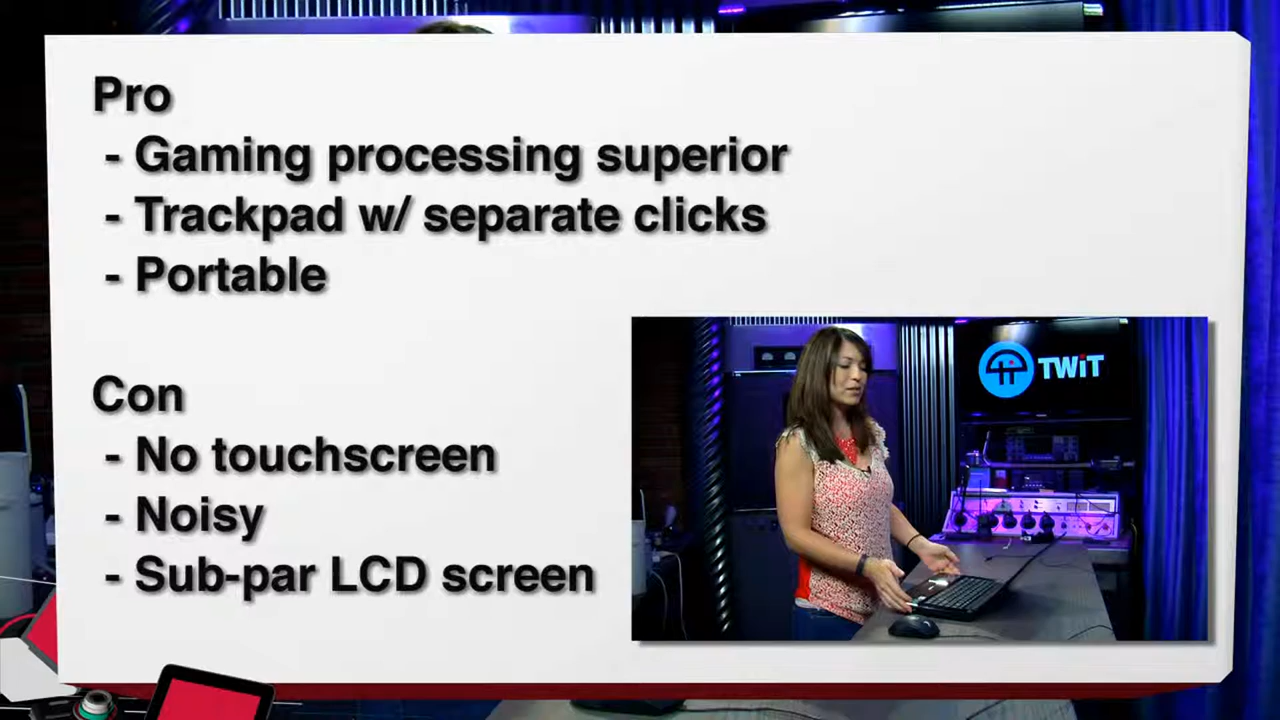 Pro
- Gaming processing superior
- Trackpad w/ separate clicks
- Portable
Con
- No touchscreen
- Noisy
- Sub-par LCD screen
TWiT